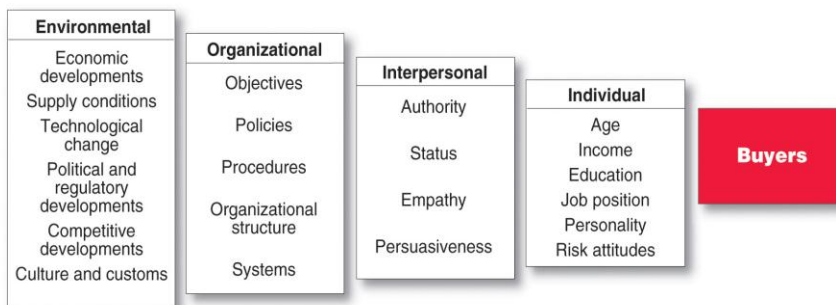 Environmental
Economic
developments
Supply conditions
Technological
change
Political and
regulatory
developments
Competitive
developments
Culture and customs
Organizational
Objectives
Policies
Procedures
Organizational
structure
Systems
Interpersonal
Authority
Status
Empathy
Persuasiveness
Individual
Age
Income
Education
Job position
Personality
Risk attitudes
Buyers